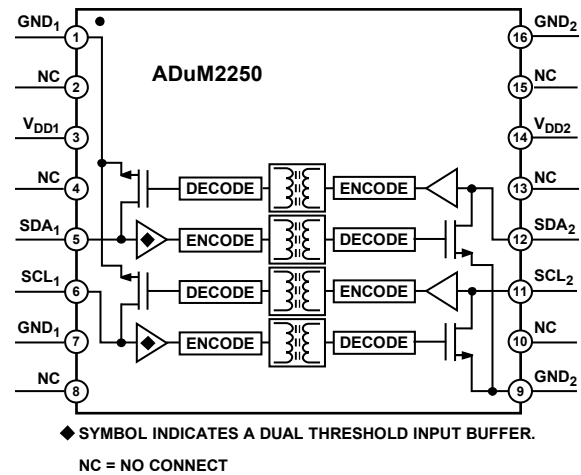 GND1
1
NC
2
VDD1
3
NC
4
SDA1
5
SCL1
6
GND1
7
NC
8
ADuM2250
DECODE ENCODE
ENCODE DECODE
DECODE ENCODE
ENCODE DECODE
GND2
16
NC
15
VDD2
14
NC
13
SDA2
12
SCL2
11
NC
10
GND2
9
◆ SYMBOL INDICATES A DUAL THRESHOLD INPUT BUFFER.
NC = NO CONNECT